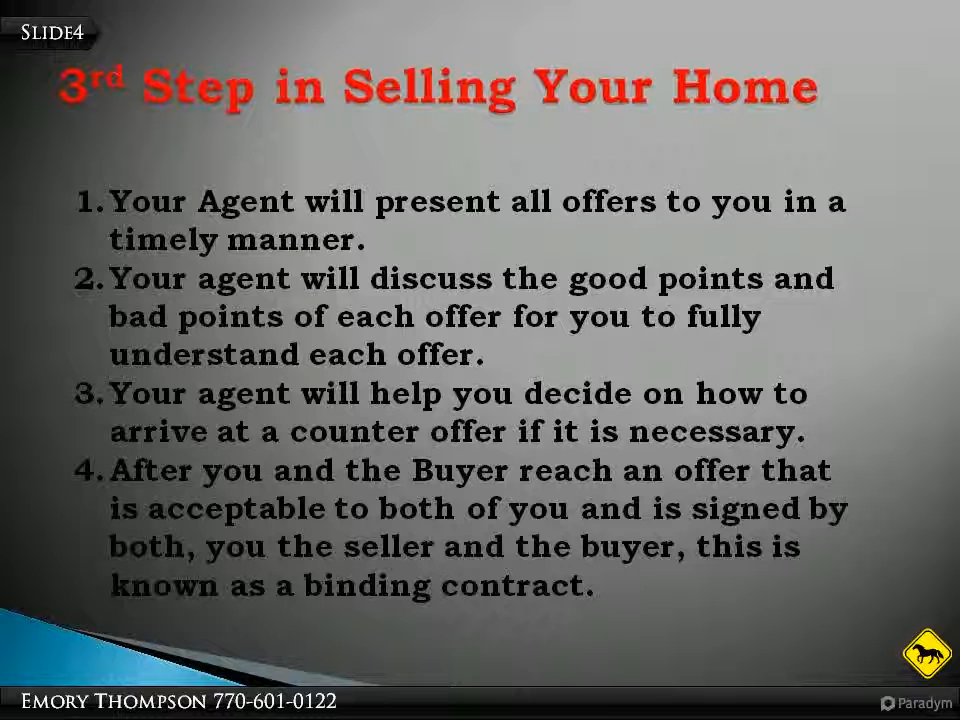 SLIDE4
3rd Step in Selling Your Home
1. Your Agent will present all offers to you in a
timely manner.
2. Your agent will discuss the good points and
bad points of each offer for you to fully
understand each offer.
3. Your agent will help you decide on how to
arrive at a counter offer if it is necessary.
4. After you and the Buyer reach an offer that
is acceptable to both of you and is signed by
both, you the seller and the buyer, this is
known as a binding contract.
EMORY THOMPSON 770-601-0122
Paradym